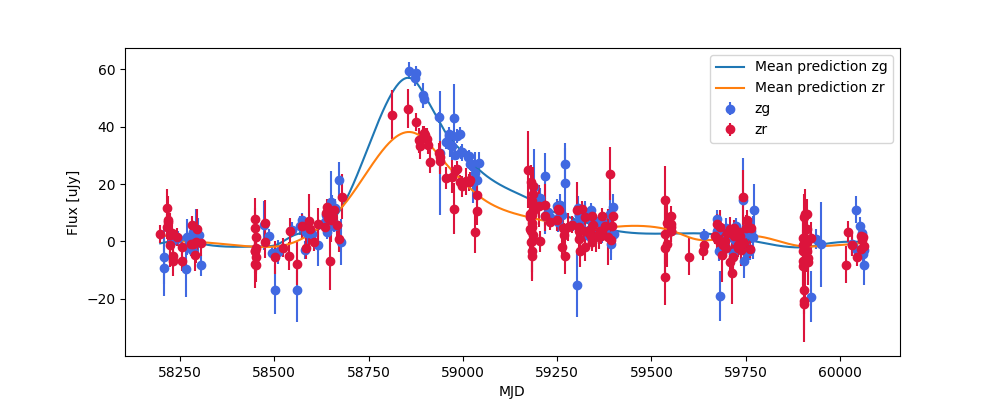 Mean prediction zg
Mean prediction zr
zg
zr
60
40
20
0
−20
Flux [uJy]
58250 58500 58750 59000 59250 59500 59750 60000
MJD